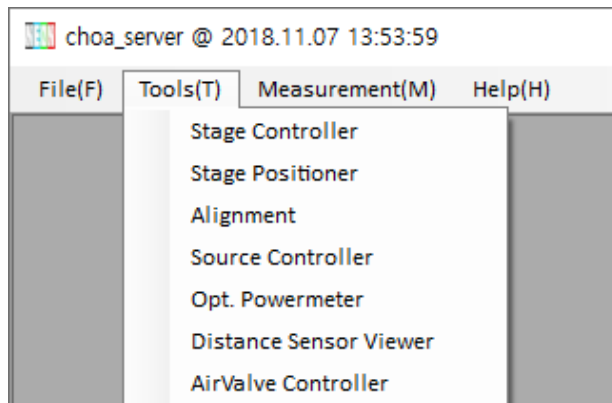 choa_server @ 2018.11.07 13:53:59
File(F) Tools(T) Measurement(M) Help(H)
Stage Controller
Stage Positioner
Alignment
Source Controller
Opt. Powermeter
Distance Sensor Viewer
AirValve Controller